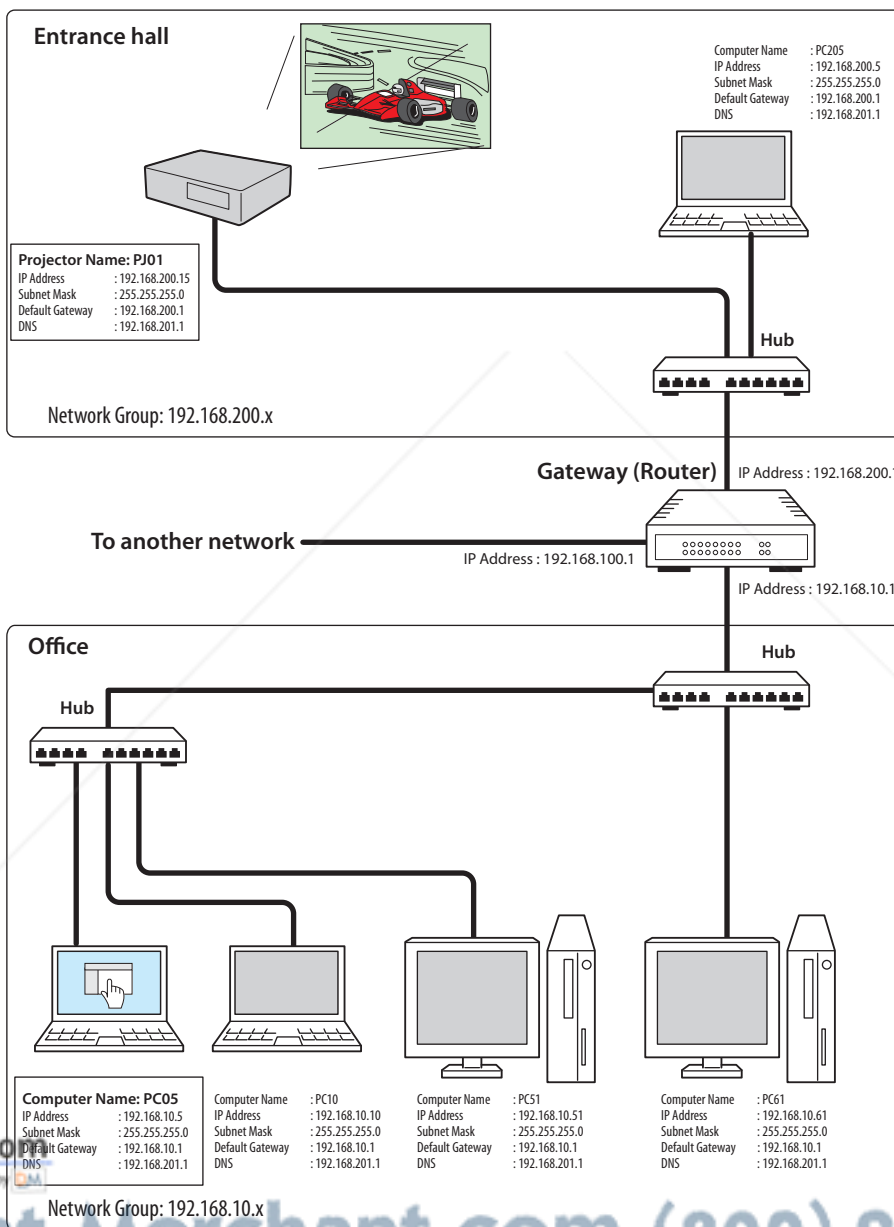 Entrance hall
Computer Name : PC205
IP Address : 192.168.200.5
Subnet Mask : 255.255.255.0
Default Gateway : 192.168.200.1
DNS : 192.168.201.1
Projector Name: PJ01
IP Address : 192.168.200.15
Subnet Mask : 255.255.255.0
Default Gateway : 192.168.200.1
DNS : 192.168.201.1
Hub
Network Group: 192.168.200.x
Gateway (Router)
IP Address : 192.168.200.1
To another network
IP Address : 192.168.100.1
IP Address : 192.168.10.1
Office
Hub
Hub
Computer Name: PC05
IP Address : 192.168.10.5
Subnet Mask : 255.255.255.0
Default Gateway : 192.168.10.1
DNS : 192.168.201.1
Computer Name : PC10
IP Address : 192.168.10.10
Subnet Mask : 255.255.255.0
Default Gateway : 192.168.10.1
DNS : 192.168.201.1
Computer Name : PC51
IP Address : 192.168.10.51
Subnet Mask : 255.255.255.0
Default Gateway : 192.168.10.1
DNS : 192.168.201.1
Computer Name : PC61
IP Address : 192.168.10.61
Subnet Mask : 255.255.255.0
Default Gateway : 192.168.10.1
DNS : 192.168.201.1
Network Group: 192.168.10.x